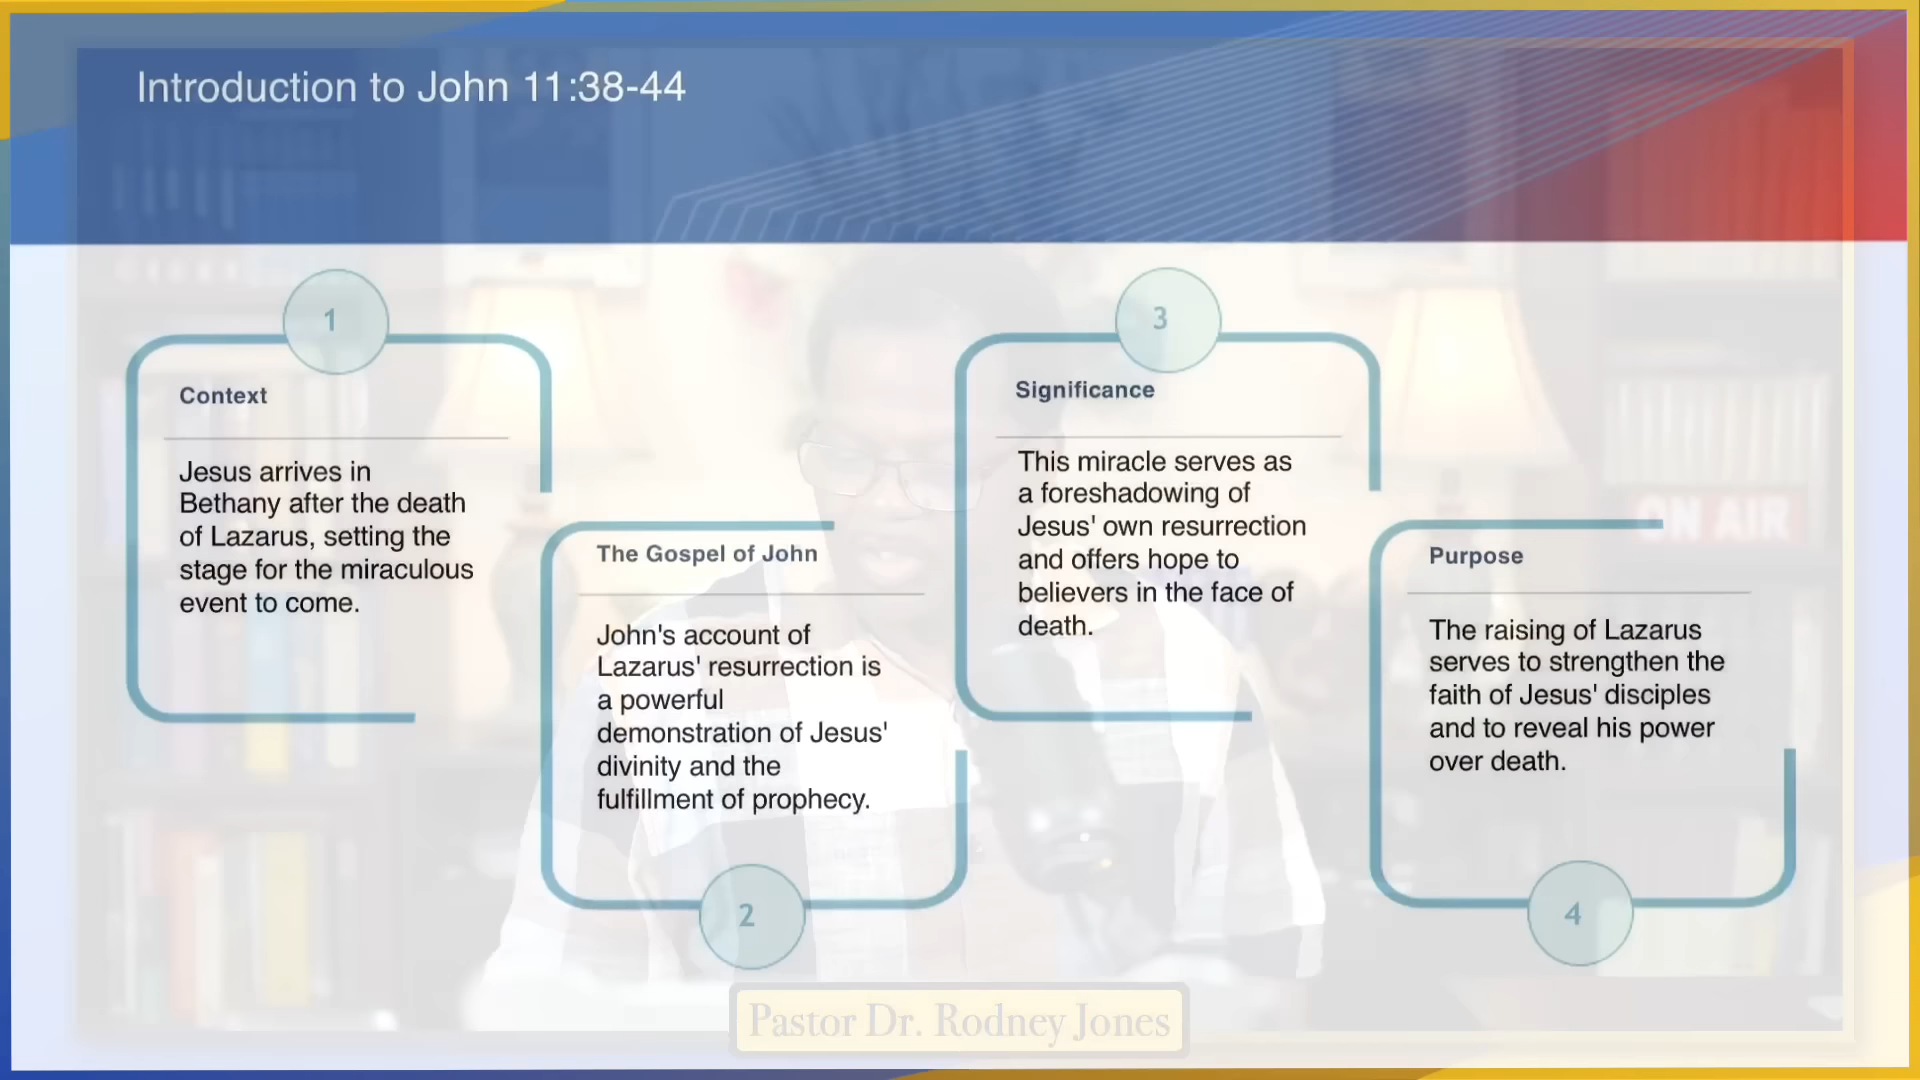 Introduction to John 11:38-44
1
Context
Jesus arrives in
Bethany after the death
of Lazarus, setting the
stage for the miraculous
event to come.
The Gospel of John
John's account of
Lazarus' resurrection is
a powerful
demonstration of Jesus'
divinity and the
fulfillment of prophecy.
2
3
Significance
This miracle serves as
a foreshadowing of
Jesus' own resurrection
and offers hope to
believers in the face of
death.
ON AIR
Purpose
The raising of Lazarus
serves to strengthen the
faith of Jesus' disciples
and to reveal his power
over death.
4
Pastor Dr. Rodney Jones